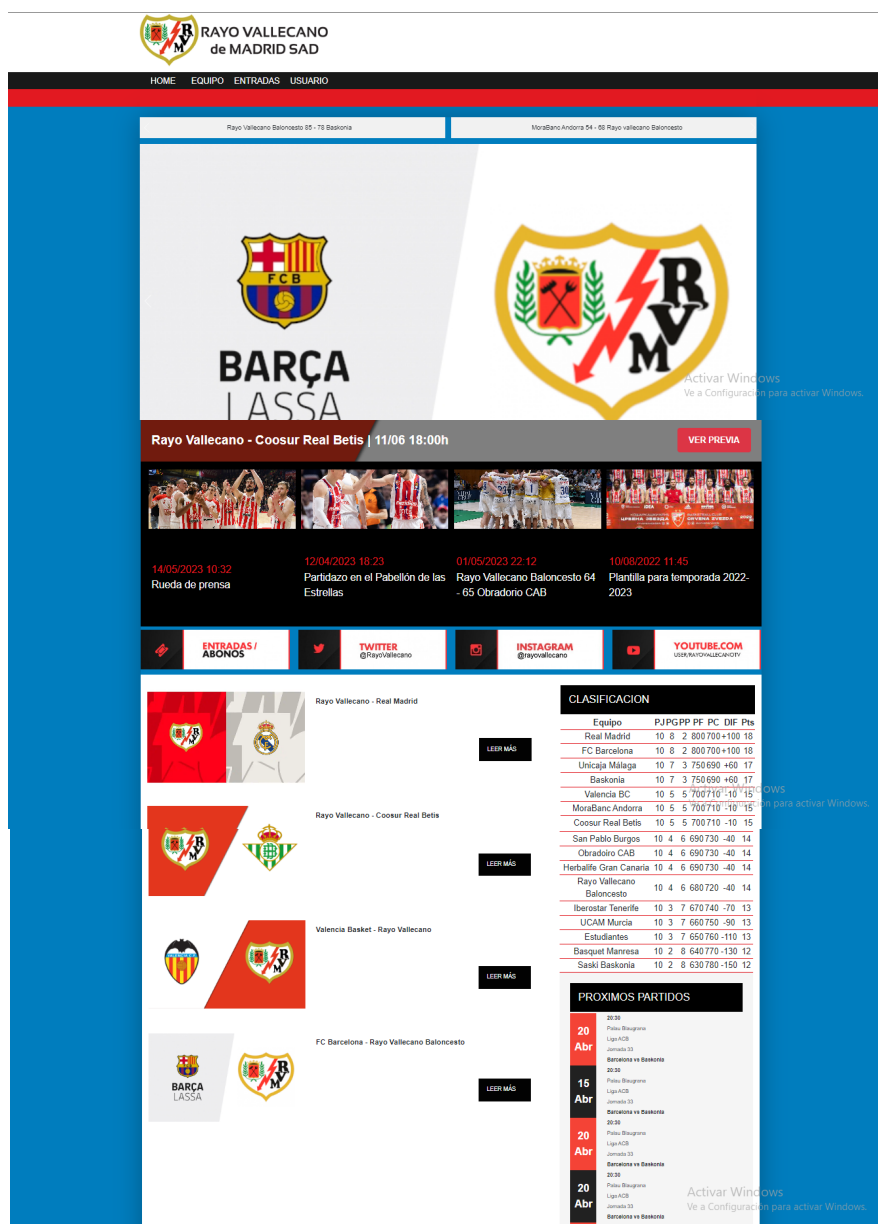 RAYO VALLECANO
de MADRID SAD
HOME EQUIPO ENTRADAS USUARIO
Rayo Vallecano Baloncesto 85 - 78 Baskonia
MoraBanc Andorra 54 - 68 Rayo vallecano Baloncesto
FCB
BARÇA
LASSA
RVM
Activar Windows
Ve a Configuración para activar Windows.
Rayo Vallecano - Coosur Real Betis | 11/06 18:00h
VER PREVIA
14/05/2023 10:32
Rueda de prensa
12/04/2023 18:23
Partidazo en el Pabellón de las
Estrellas
01/05/2023 22:12
Rayo Vallecano Baloncesto 64
- 65 Obradorio CAB
10/08/2022 11:45
Plantilla para temporada 2022-
2023
ENTRADAS /
ABONOS
TWITTER
@RayoVallecano
INSTAGRAM
@rayovallecano
YOUTUBE.COM
USER/RAYOVALLECANOTV
Rayo Vallecano - Real Madrid
LEER MÁS
Rayo Vallecano - Coosur Real Betis
LEER MÁS
Valencia Basket - Rayo Vallecano
LEER MÁS
FC Barcelona - Rayo Vallecano Baloncesto
BARÇA
LASSA
LEER MÁS
CLASIFICACION
Equipo PJ PG PP PF PC DIF Pts
Real Madrid 10 8 2 800 700 +100 18
FC Barcelona 10 8 2 800 700 +100 18
Unicaja Málaga 10 7 3 750 690 +60 17
Baskonia 10 7 3 750 690 +60 17
Valencia BC 10 5 5 700 710 -10 15
MoraBanc Andorra 10 5 5 700 710 -10 15
Coosur Real Betis 10 5 5 700 710 -10 15
San Pablo Burgos 10 4 6 690 730 -40 14
Obradoiro CAB 10 4 6 690 730 -40 14
Herbalife Gran Canaria 10 4 6 690 730 -40 14
Rayo Vallecano
Baloncesto 10 4 6 680 720 -40 14
Iberostar Tenerife 10 3 7 670 740 -70 13
UCAM Murcia 10 3 7 660 750 -90 13
Estudiantes 10 3 7 650 760 -110 13
Basquet Manresa 10 2 8 640 770 -130 12
Saski Baskonia 10 2 8 630 780 -150 12
Activar Windows
Ve a Configuración para activar Windows.
PROXIMOS PARTIDOS
20
Abr
20:30
Palau Blaugrana
Liga ACB
Jornada 33
Barcelona vs Baskonia
15
Abr
20:30
Palau Blaugrana
Liga ACB
Jornada 33
Barcelona vs Baskonia
20
Abr
20:30
Palau Blaugrana
Liga ACB
Jornada 33
Barcelona vs Baskonia
20
Abr
20:30
Palau Blaugrana
Liga ACB
Jornada 33
Barcelona vs Baskonia
Activar Windows
Ve a Configuración para activar Windows.